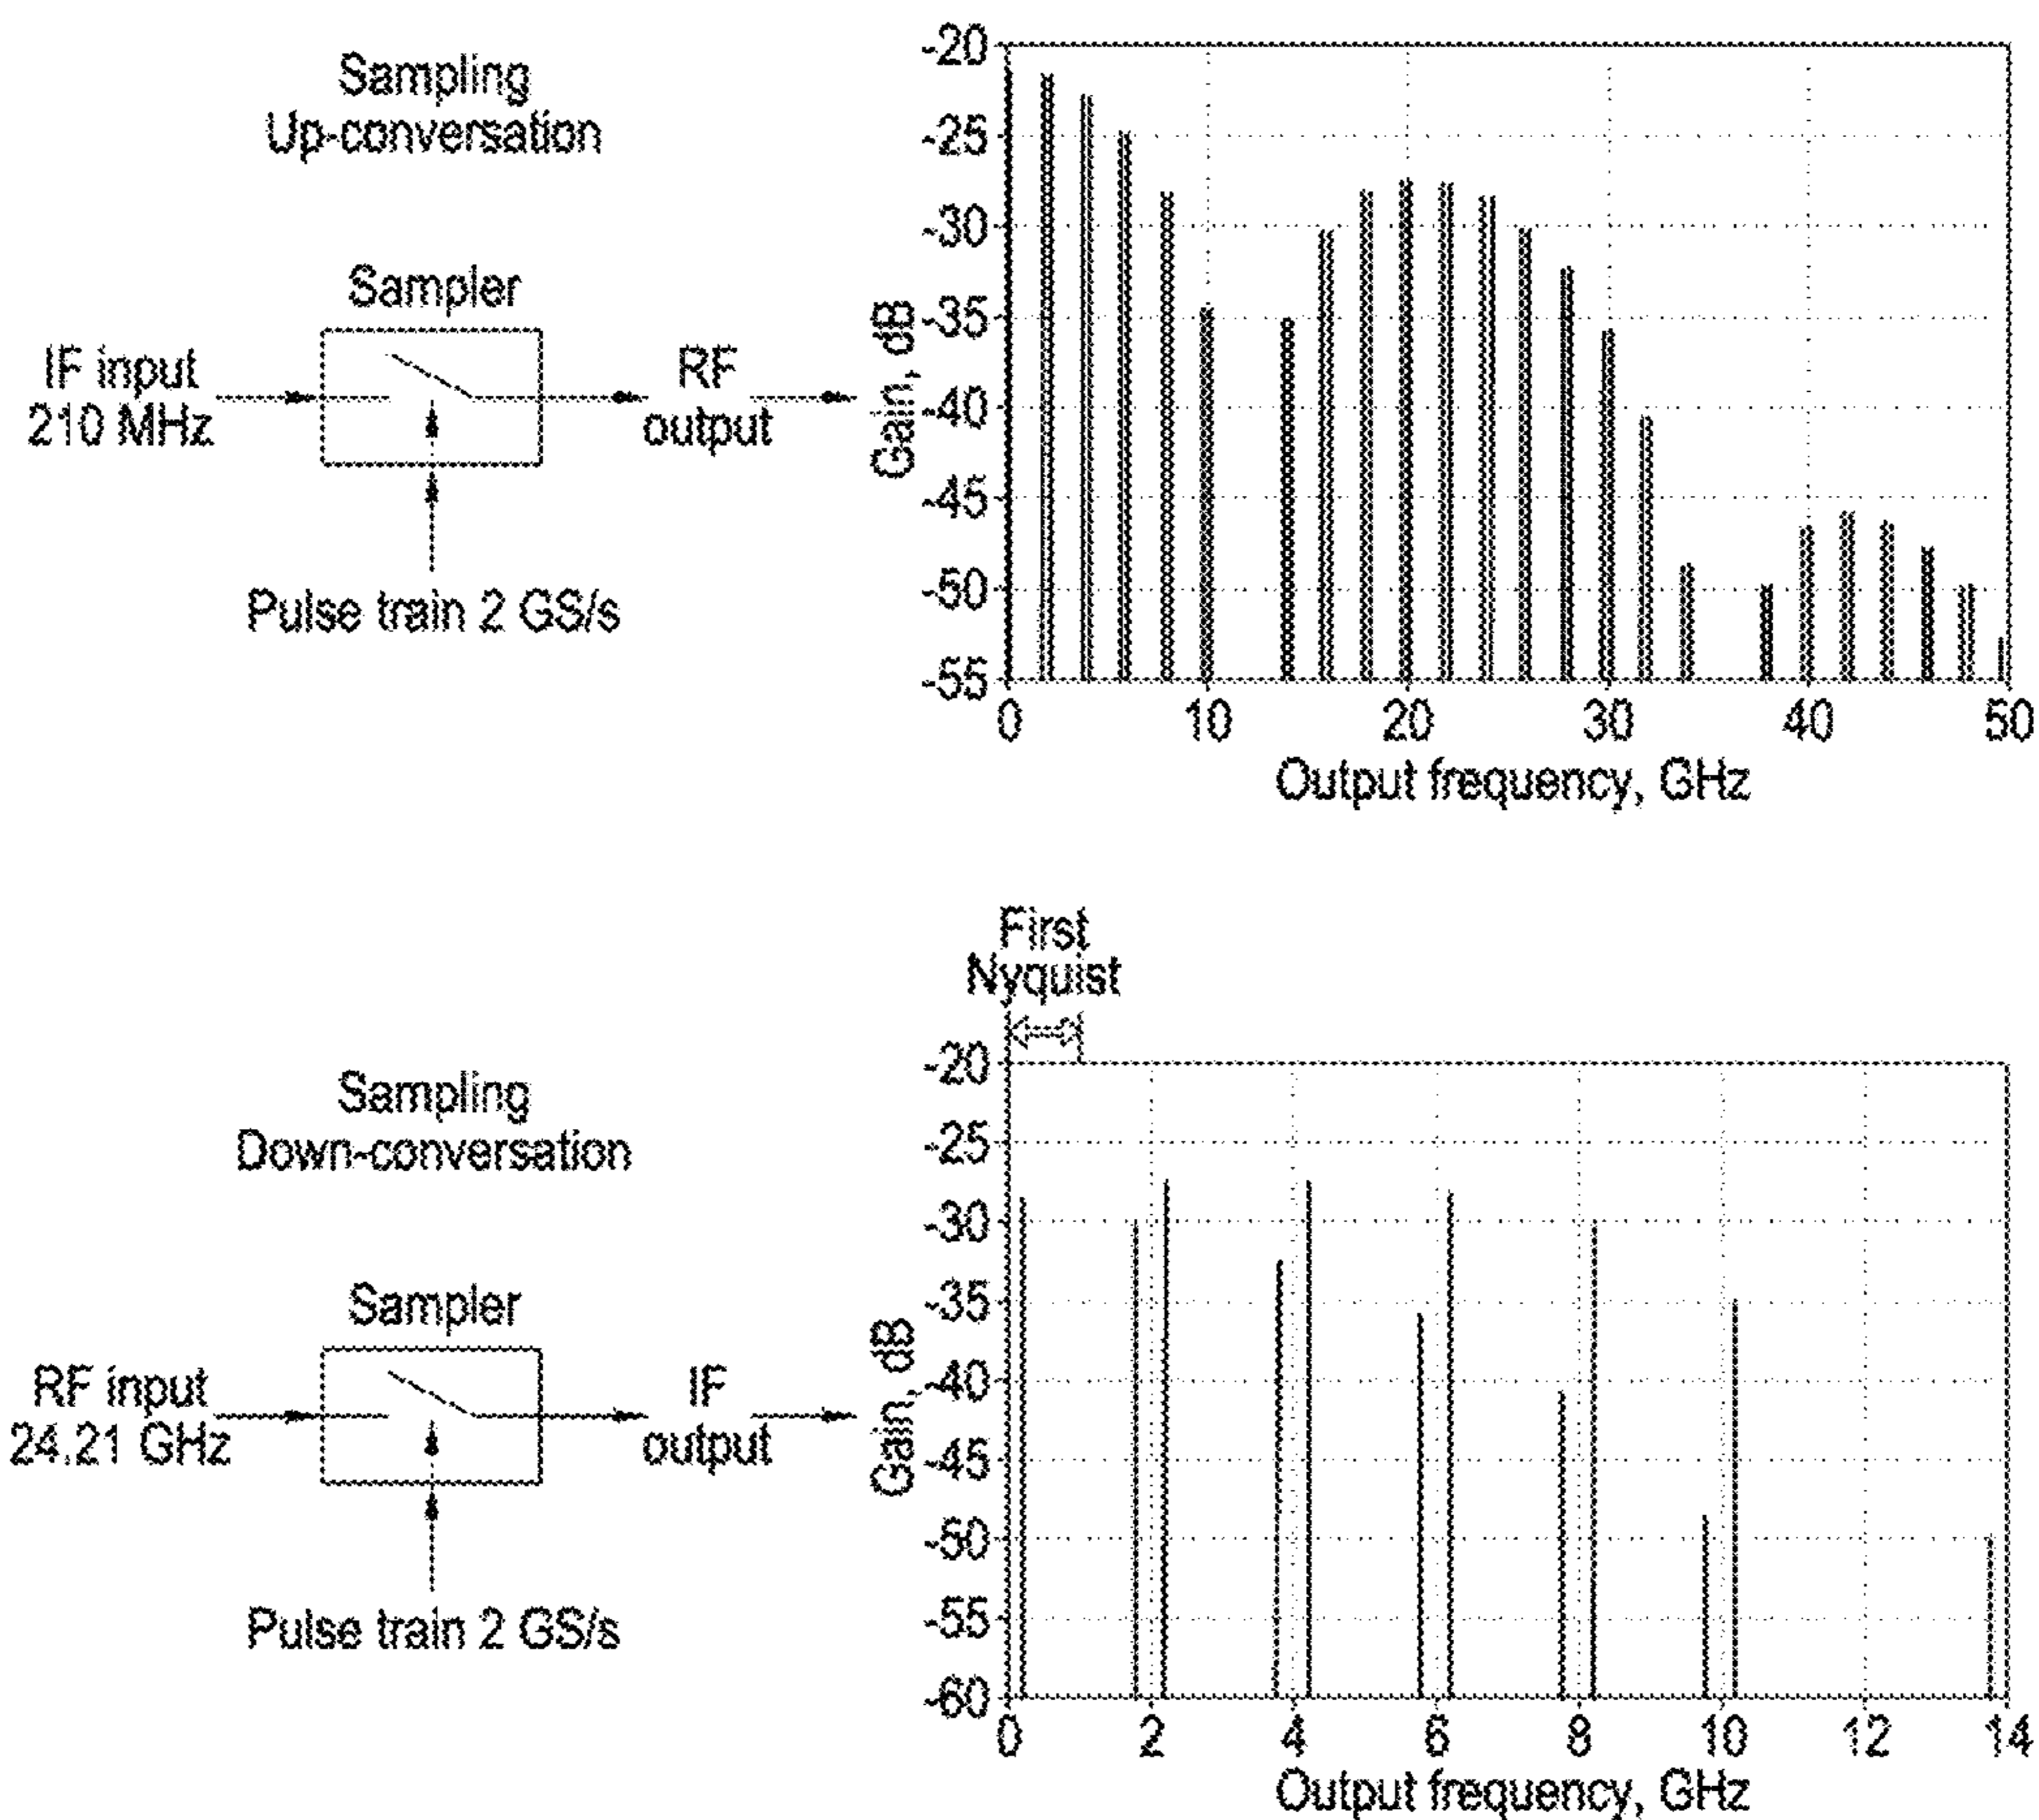 Sampling
Up-conversation
Sampler
IF input
210 MHz
RF
output
Pulse train 2 GS/s
Gain, dB
-20
-25
-30
-35
-40
-45
-50
-55
0 10 20 30 40 50
Output frequency, GHz
First
Nyquist
Sampling
Down-conversation
Sampler
RF input
24.21 GHz
IF
output
Pulse train 2 GS/s
Gain, dB
-20
-25
-30
-35
-40
-45
-50
-55
-60
0 2 4 6 8 10 12 14
Output frequency, GHz